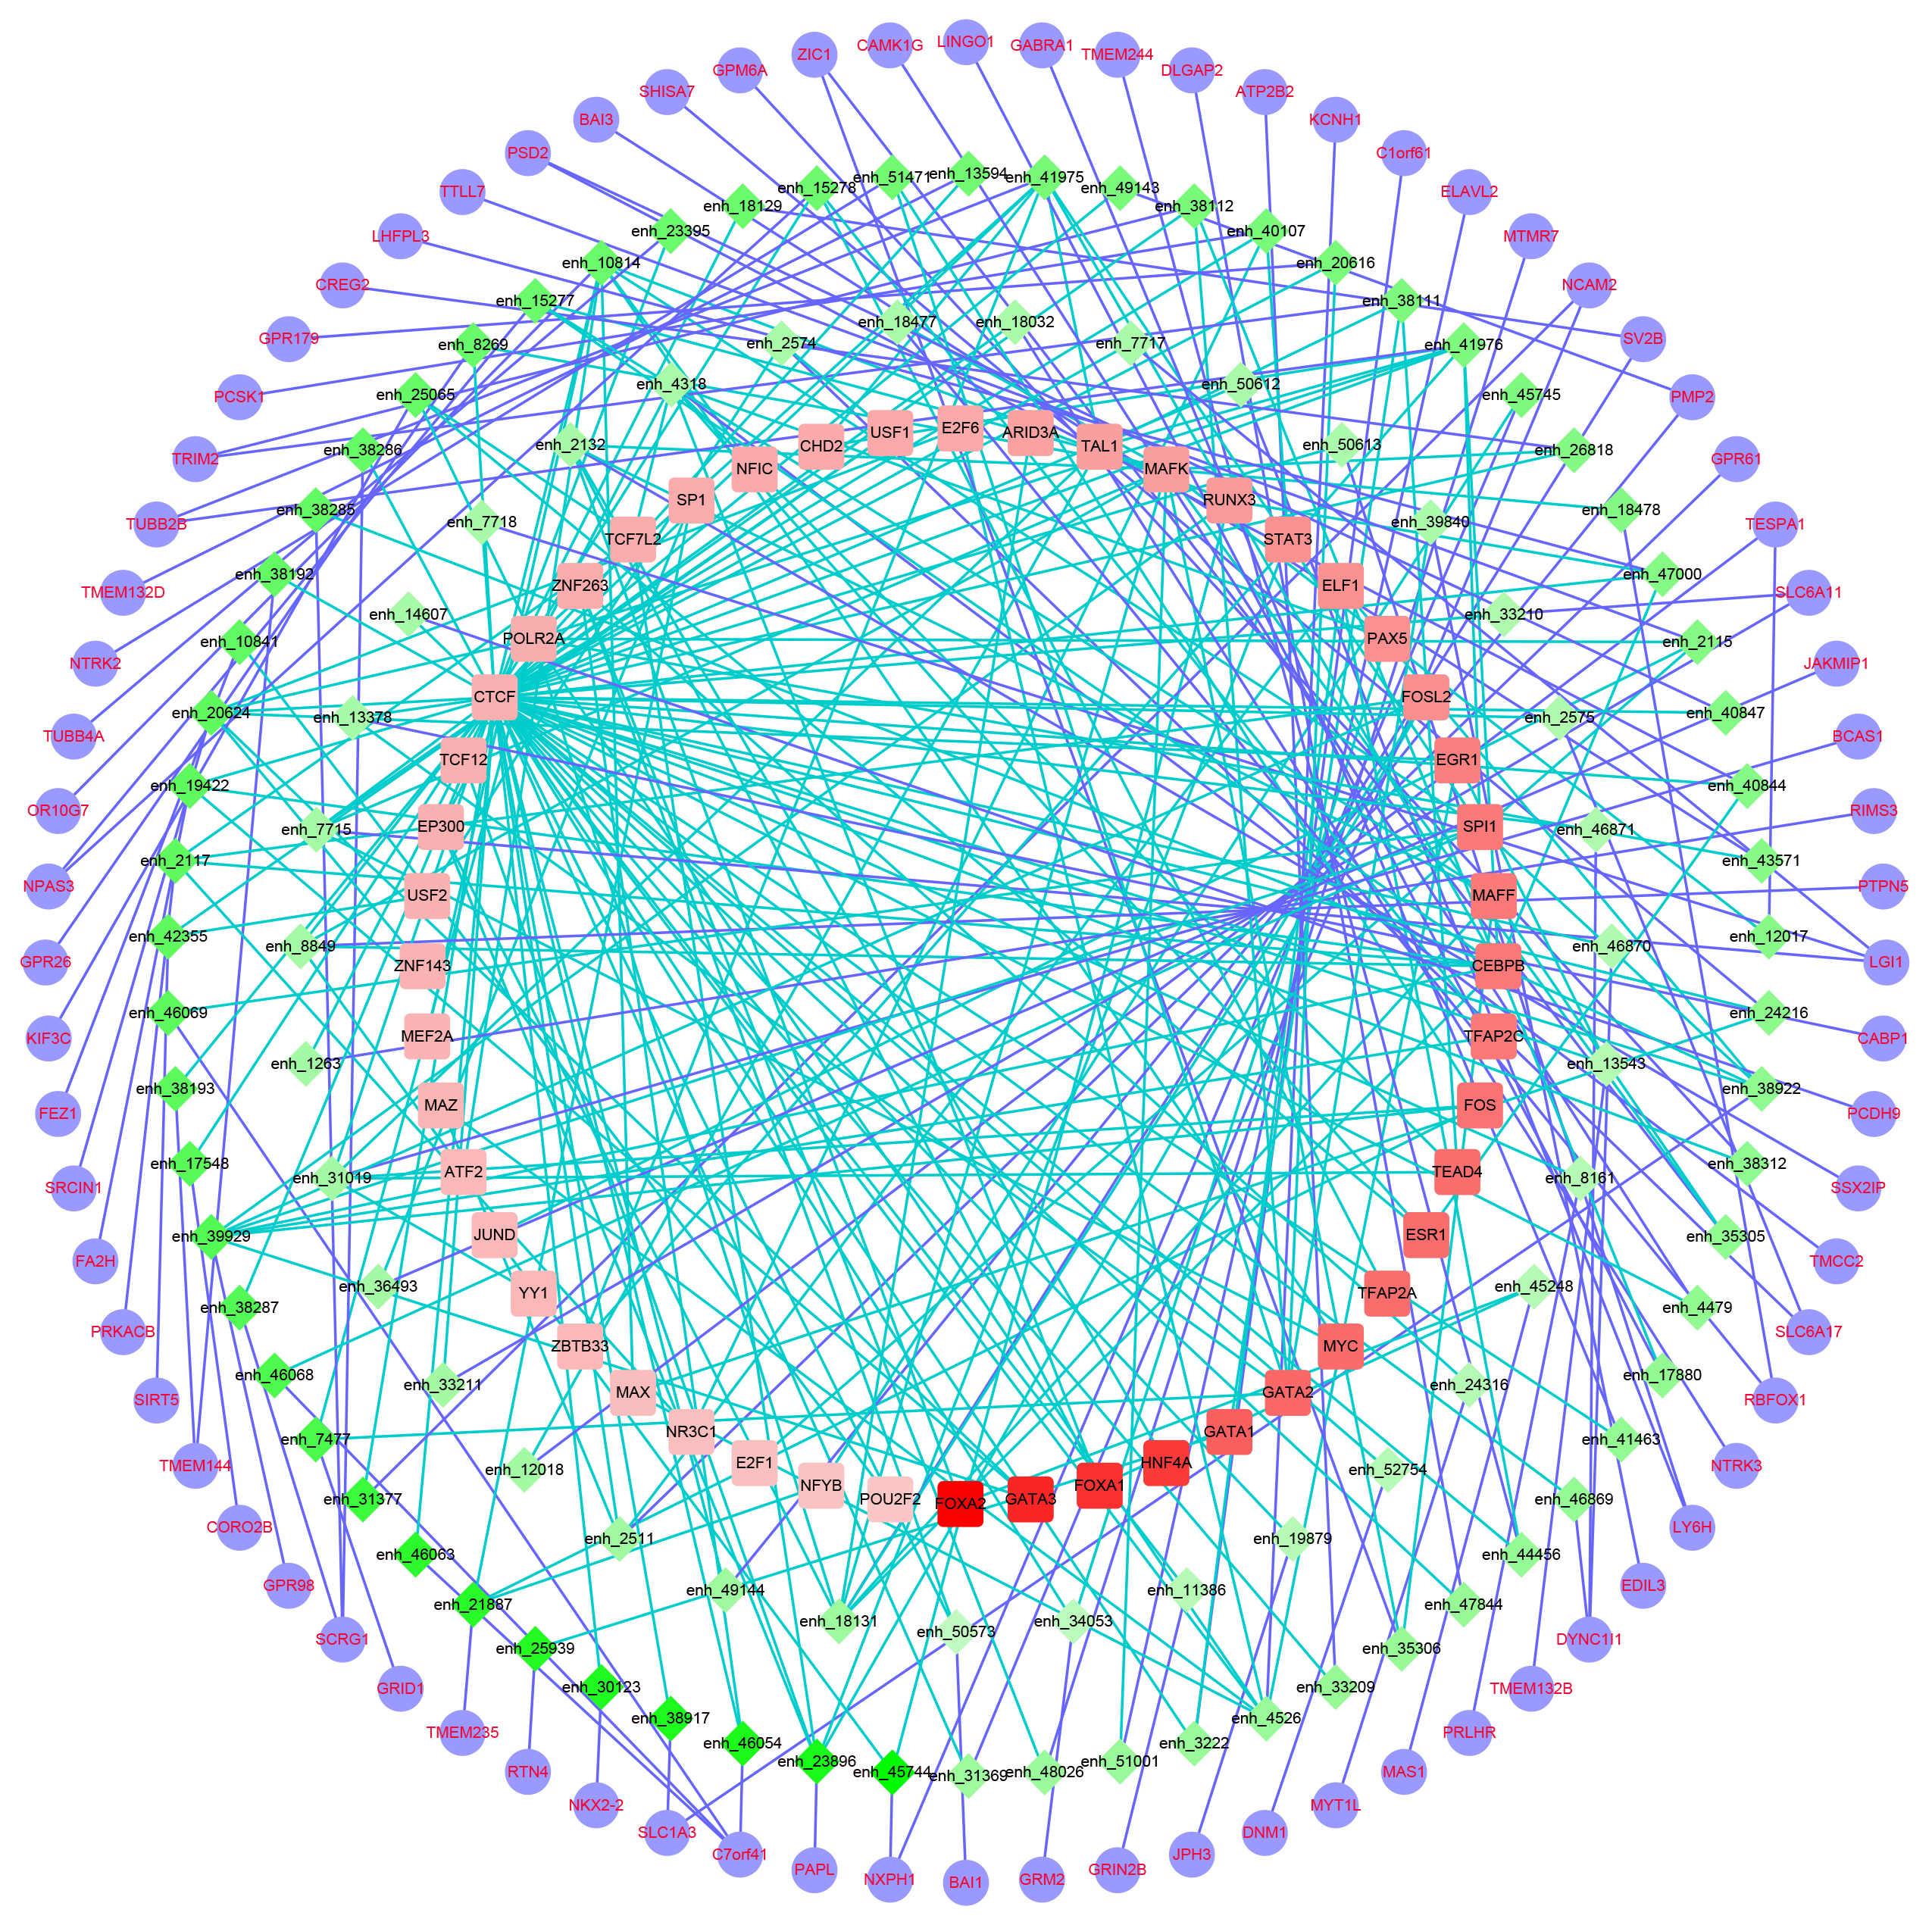 CAMK1G
LINGO1
GABRA1
TMEM244
ZIC1
DLGAP2
GPM6A
SHISA7
ATP2B2
BAI3
KCNH1
PSD2
C1orf61
TTLL7
ELAVL2
LHFPL3
MTMR7
CREG2
NCAM2
GPR179
SV2B
PCSK1
PMP2
TRIM2
GPR61
TUBB2B
TESPA1
TMEM132D
SLC6A11
NTRK2
JAKMIP1
TUBB4A
BCAS1
OR10G7
RIMS3
NPAS3
PTPN5
GPR26
LGI1
KIF3C
CABP1
FEZ1
PCDH9
SRCIN1
SSX2IP
FA2H
TMCC2
PRKACB
SLC6A17
SIRT5
RBFOX1
TMEM144
NTRK3
CORO2B
LY6H
GPR98
EDIL3
SCRG1
DYNC1I1
GRID1
TMEM132B
TMEM235
PRLHR
RTN4
MAS1
NKX2-2
MYT1L
SLC1A3
DNM1
C7orf41
JPH3
PAPL
NXPH1
BAI1
GRM2
GRIN2B
enh_13594
enh_51471
enh_41975
enh_15278
enh_49143
enh_18129
enh_38112
enh_23395
enh_40107
enh_10814
enh_20616
enh_15277
enh_38111
enh_8269
enh_41976
enh_25065
enh_45745
enh_38286
enh_26818
enh_38285
enh_18478
enh_38192
enh_47000
enh_10841
enh_2115
enh_20624
enh_40847
enh_19422
enh_40844
enh_2117
enh_43571
enh_42355
enh_12017
enh_46069
enh_24216
enh_38193
enh_38922
enh_17548
enh_38312
enh_39929
enh_35305
enh_38287
enh_4479
enh_46068
enh_17880
enh_7477
enh_41463
enh_31377
enh_46869
enh_46063
enh_44456
enh_21887
enh_47844
enh_25939
enh_35306
enh_30123
enh_33209
enh_38917
enh_4526
enh_46054
enh_3222
enh_23896
enh_51001
enh_45744
enh_31369
enh_48026
enh_18477
enh_18032
enh_2574
enh_7717
enh_4318
enh_50612
enh_2132
enh_50613
enh_7718
enh_39840
enh_14607
enh_33210
enh_13378
enh_2575
enh_7715
enh_46871
enh_8849
enh_46870
enh_1263
enh_13543
enh_31019
enh_8161
enh_36493
enh_45248
enh_33211
enh_24316
enh_12018
enh_52754
enh_2511
enh_19879
enh_49144
enh_11386
enh_18131
enh_50573
enh_34053
E2F6
USF1
ARID3A
CHD2
TAL1
NFIC
MAFK
SP1
RUNX3
TCF7L2
STAT3
ZNF263
ELF1
POLR2A
PAX5
CTCF
FOSL2
TCF12
EGR1
EP300
SPI1
USF2
MAFF
ZNF143
CEBPB
MEF2A
TFAP2C
MAZ
FOS
ATF2
TEAD4
JUND
ESR1
YY1
TFAP2A
ZBTB33
MYC
MAX
GATA2
NR3C1
GATA1
E2F1
HNF4A
NFYB
FOXA1
POU2F2
GATA3
FOXA2